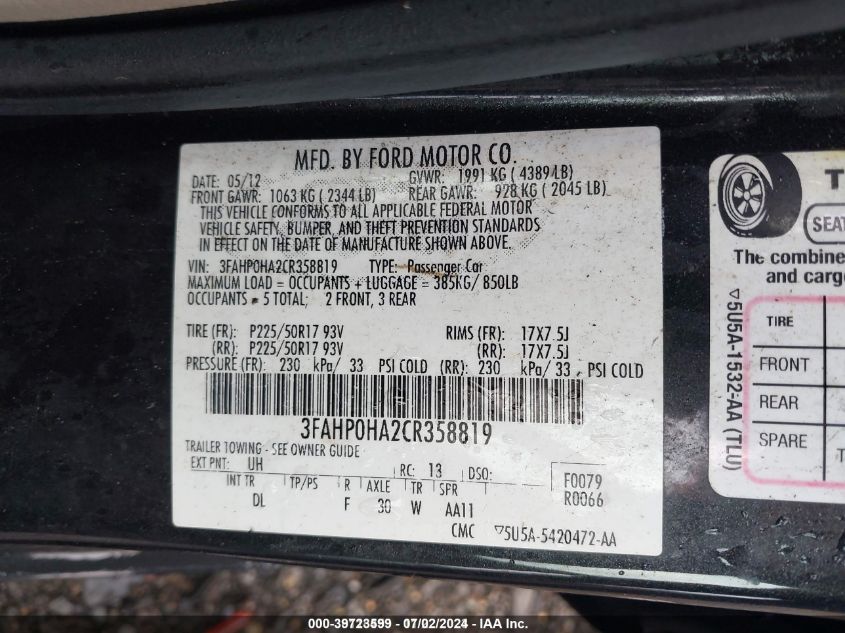 MFD. BY FORD MOTOR CO.
DATE: 05/12 GVWR: 1991 KG ( 4389 LB)
FRONT GAWR: 1063 KG ( 2344 LB) REAR GAWR: 928 KG ( 2045 LB)
THIS VEHICLE CONFORMS TO ALL APPLICABLE FEDERAL MOTOR
VEHICLE SAFETY, BUMPER, AND THEFT PREVENTION STANDARDS
IN EFFECT ON THE DATE OF MANUFACTURE SHOWN ABOVE.
VIN: 3FAHP0HA2CR358819 TYPE: Passenger Car
MAXIMUM LOAD = OCCUPANTS + LUGGAGE = 385KG/ 850LB
OCCUPANTS = 5 TOTAL; 2 FRONT, 3 REAR
TIRE (FR): P225/50R17 93V RIMS (FR): 17X7.5J
(RR): P225/50R17 93V (RR): 17X7.5J
PRESSURE (FR): 230 kPa/ 33 PSI COLD (RR): 230 kPa/ 33 PSI COLD
3FAHP0HA2CR358819
TRAILER TOWING - SEE OWNER GUIDE
EXT PNT: UH RC: 13 DSO: F0079
INT TR TP/PS R AXLE TR SPR R0066
DL F 30 W AA11
CMC ▽5U5A-5420472-AA
SEAT
The combine
and cargo
TIRE
FRONT
REAR
SPARE
▽5U5A-1532-AA (TLU)
000-39723599 - 07/02/2024 - IAA Inc.